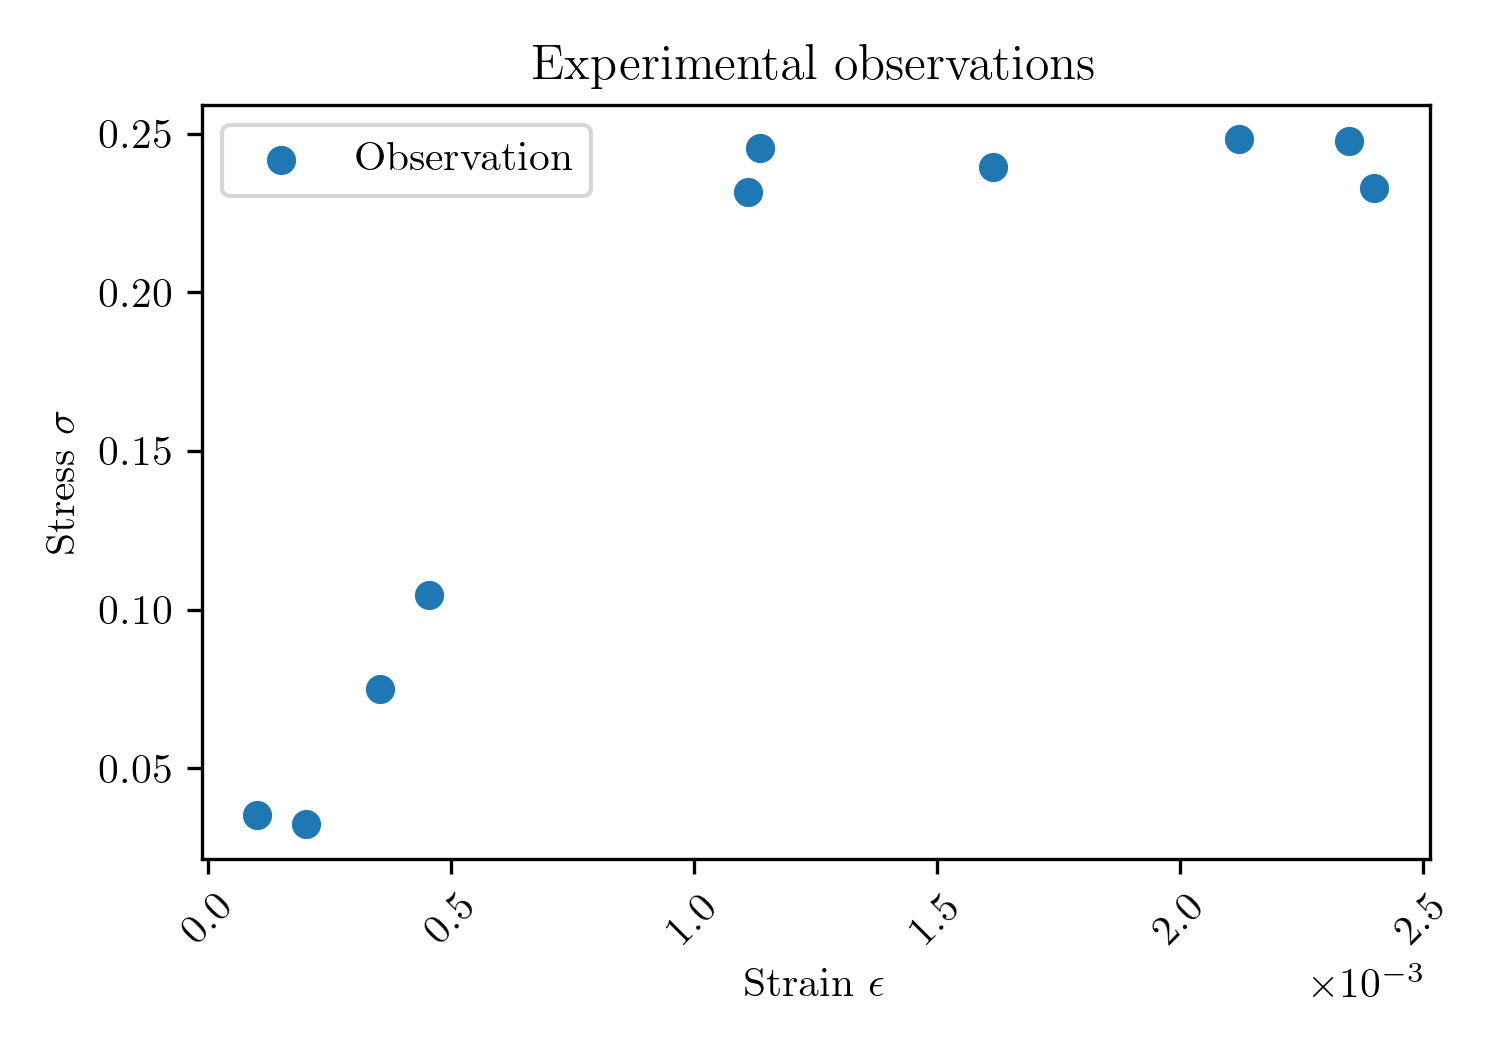 Experimental observations
Observation
0.25
0.20
0.15
0.10
0.05
Stress σ
0.0 0.5 1.0 1.5 2.0 2.5
Strain ϵ
×10⁻³